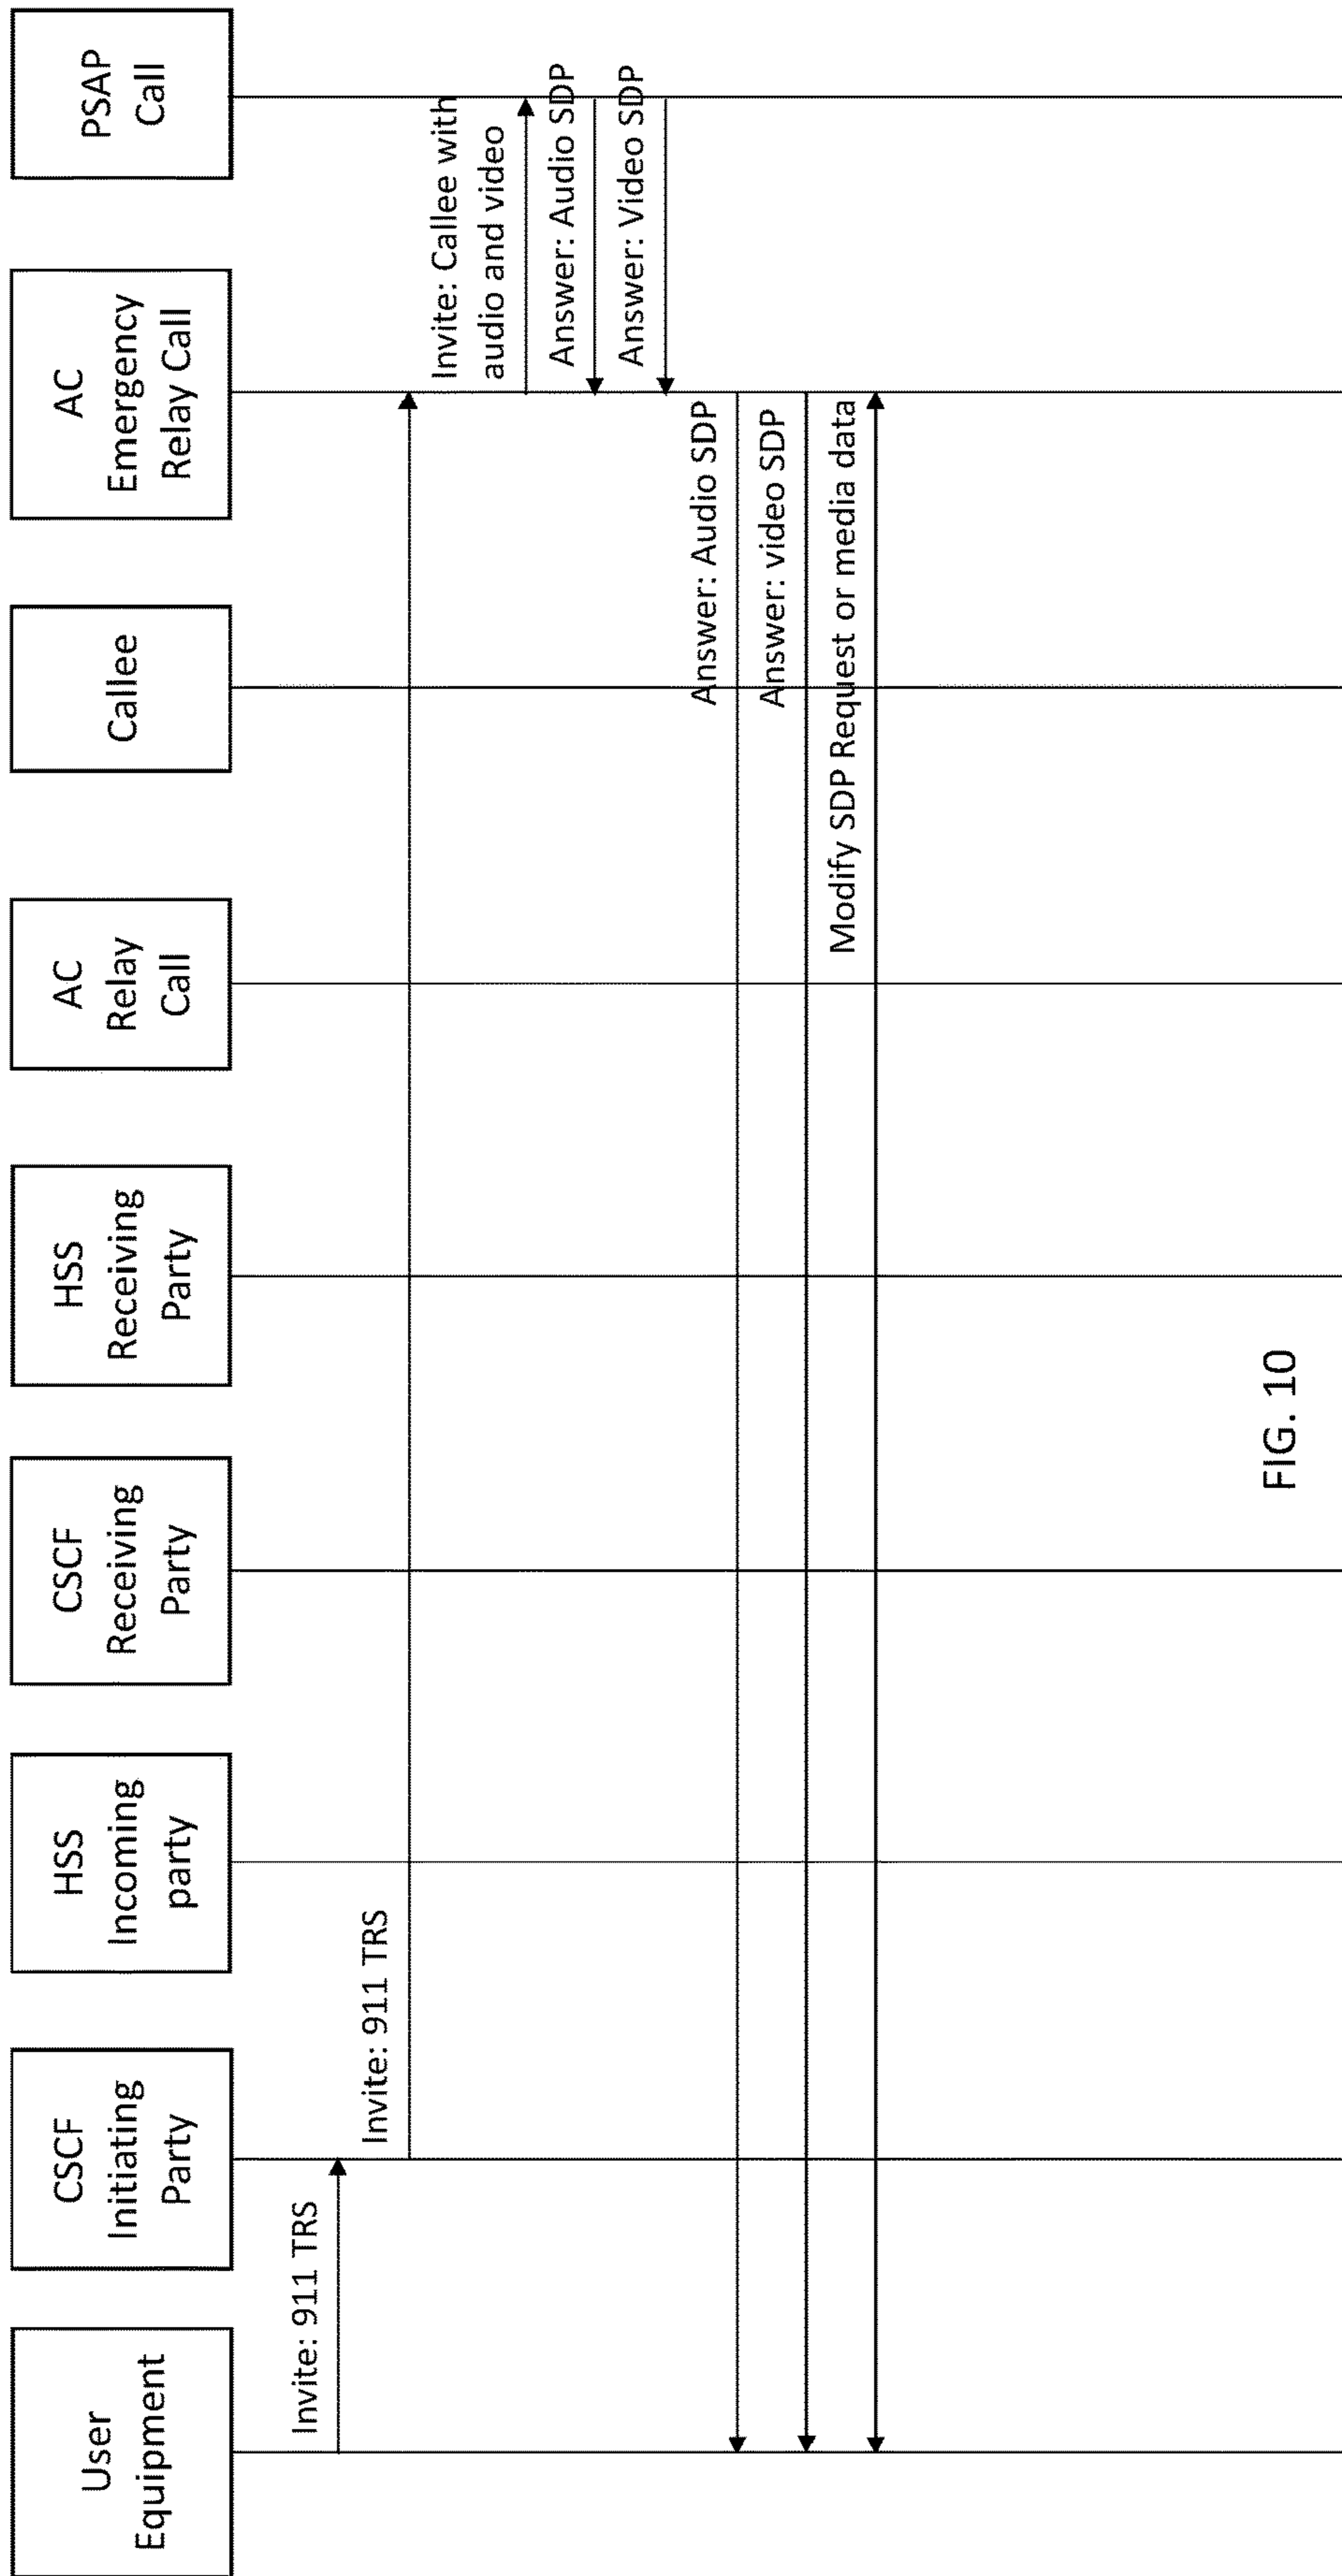 User
Equipment
CSCF
Initiating
Party
HSS
Incoming
party
CSCF
Receiving
Party
HSS
Receiving
Party
AC
Relay
Call
Callee
AC
Emergency
Relay Call
PSAP
Call
Invite: 911 TRS
Invite: 911 TRS
Invite: Callee with
audio and video
Answer: Audio SDP
Answer: Video SDP
Answer: Audio SDP
Answer: video SDP
Modify SDP Request or media data
FIG. 10